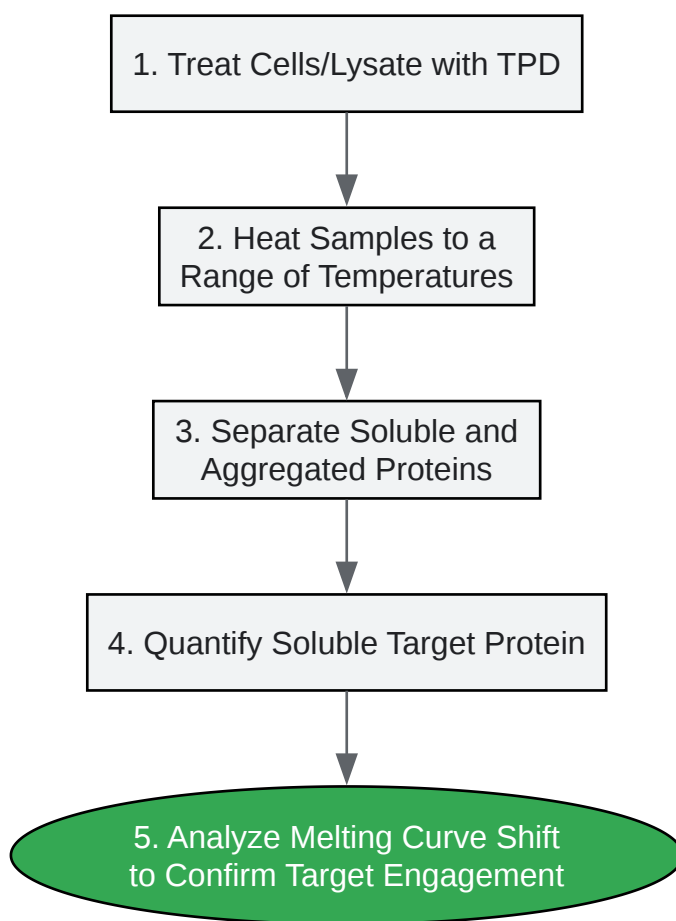 1. Treat Cells/Lysate with TPD
2. Heat Samples to a
Range of Temperatures
3. Separate Soluble and
Aggregated Proteins
4. Quantify Soluble Target Protein
5. Analyze Melting Curve Shift
to Confirm Target Engagement